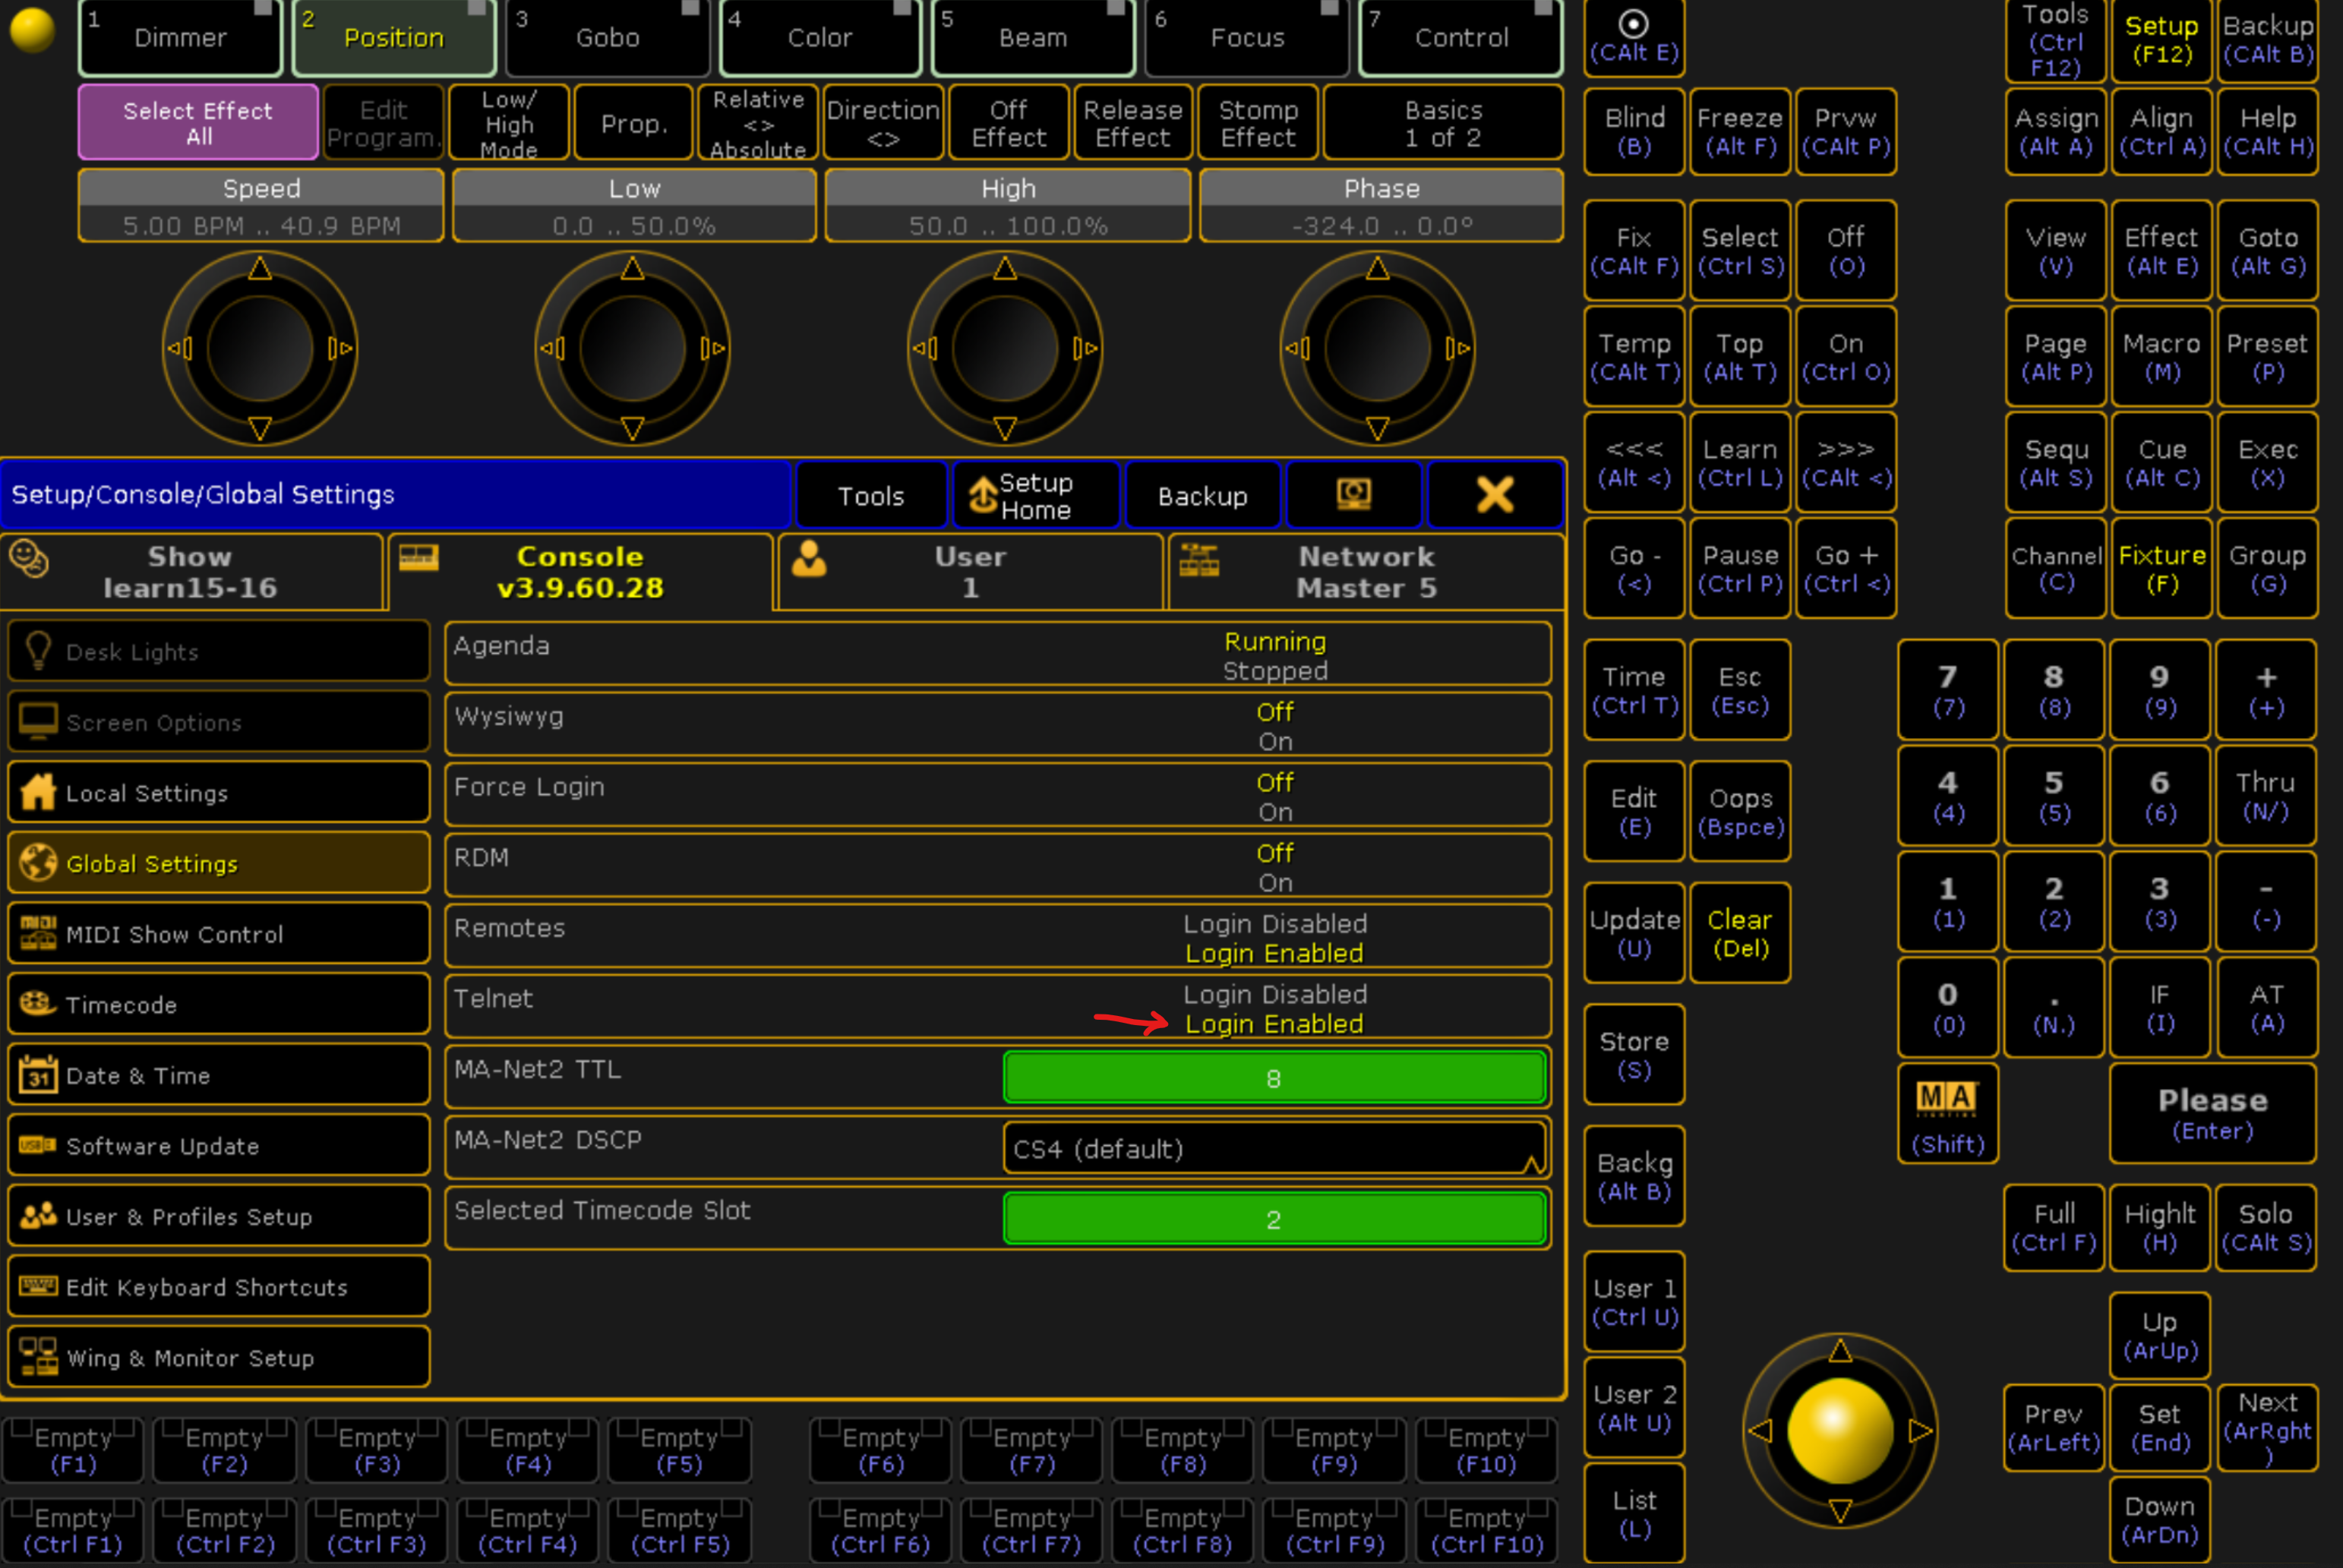 1 Dimmer
2 Position
3 Gobo
4 Color
5 Beam
6 Focus
7 Control
Select Effect
All
Edit
Program.
Low/
High
Mode
Prop.
Relative
<>
Absolute
Direction
<>
Off
Effect
Release
Effect
Stomp
Effect
Basics
1 of 2
Speed
5.00 BPM .. 40.9 BPM
Low
0.0 .. 50.0%
High
50.0 .. 100.0%
Phase
-324.0 .. 0.0°
Setup/Console/Global Settings
Tools
Setup
Home
Backup
Show
learn15-16
Console
v3.9.60.28
User
1
Network
Master 5
Desk Lights
Screen Options
Local Settings
Global Settings
MIDI
MIDI Show Control
Timecode
31
Date & Time
USB
Software Update
User & Profiles Setup
Edit Keyboard Shortcuts
Wing & Monitor Setup
Agenda
Running
Stopped
Wysiwyg
Off
On
Force Login
Off
On
RDM
Off
On
Remotes
Login Disabled
Login Enabled
Telnet
Login Disabled
Login Enabled
MA-Net2 TTL
8
MA-Net2 DSCP
CS4 (default)
Selected Timecode Slot
2
Empty
(F1)
Empty
(F2)
Empty
(F3)
Empty
(F4)
Empty
(F5)
Empty
(F6)
Empty
(F7)
Empty
(F8)
Empty
(F9)
Empty
(F10)
Empty
(Ctrl F1)
Empty
(Ctrl F2)
Empty
(Ctrl F3)
Empty
(Ctrl F4)
Empty
(Ctrl F5)
Empty
(Ctrl F6)
Empty
(Ctrl F7)
Empty
(Ctrl F8)
Empty
(Ctrl F9)
Empty
(Ctrl F10)
(CAlt E)
Tools
(Ctrl
F12)
Setup
(F12)
Backup
(CAlt B)
Blind
(B)
Freeze
(Alt F)
Prvw
(CAlt P)
Assign
(Alt A)
Align
(Ctrl A)
Help
(CAlt H)
Fix
(CAlt F)
Select
(Ctrl S)
Off
(O)
View
(V)
Effect
(Alt E)
Goto
(Alt G)
Temp
(CAlt T)
Top
(Alt T)
On
(Ctrl O)
Page
(Alt P)
Macro
(M)
Preset
(P)
<<<
(Alt <)
Learn
(Ctrl L)
>>>
(CAlt <)
Sequ
(Alt S)
Cue
(Alt C)
Exec
(X)
Go -
(<)
Pause
(Ctrl P)
Go +
(Ctrl <)
Channel
(C)
Fixture
(F)
Group
(G)
Time
(Ctrl T)
Esc
(Esc)
7
(7)
8
(8)
9
(9)
+
(+)
Edit
(E)
Oops
(Bspce)
4
(4)
5
(5)
6
(6)
Thru
(N/)
Update
(U)
Clear
(Del)
1
(1)
2
(2)
3
(3)
-
(-)
Store
(S)
0
(0)
.
(N.)
IF
(I)
AT
(A)
MA
LIGHTING
(Shift)
Please
(Enter)
Backg
(Alt B)
Full
(Ctrl F)
Highlt
(H)
Solo
(CAlt S)
User 1
(Ctrl U)
Up
(ArUp)
User 2
(Alt U)
Prev
(ArLeft)
Set
(End)
Next
(ArRght
)
List
(L)
Down
(ArDn)